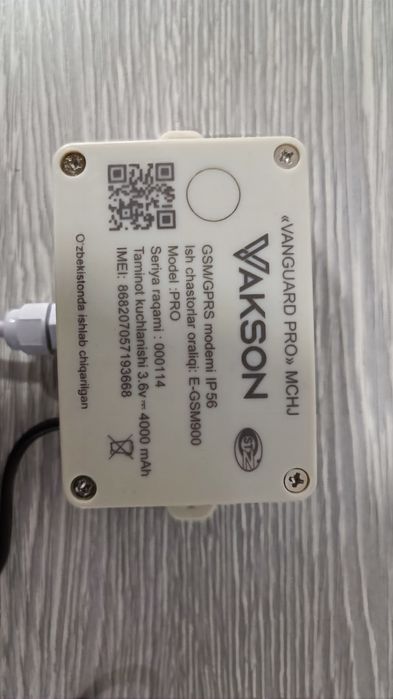 «VANGUARD PRO» MCHJ
VAKSON
GSM/GPRS modemi IP56
Ish chastorlar oraliqi: E-GSM900
Model :PRO
Seriya raqami : 000114
Taminot kuchlanishi 3.6v⎓ 4000 mAh
IMEI: 868207057193668
O'zbekistonda ishlab chiqarilgan